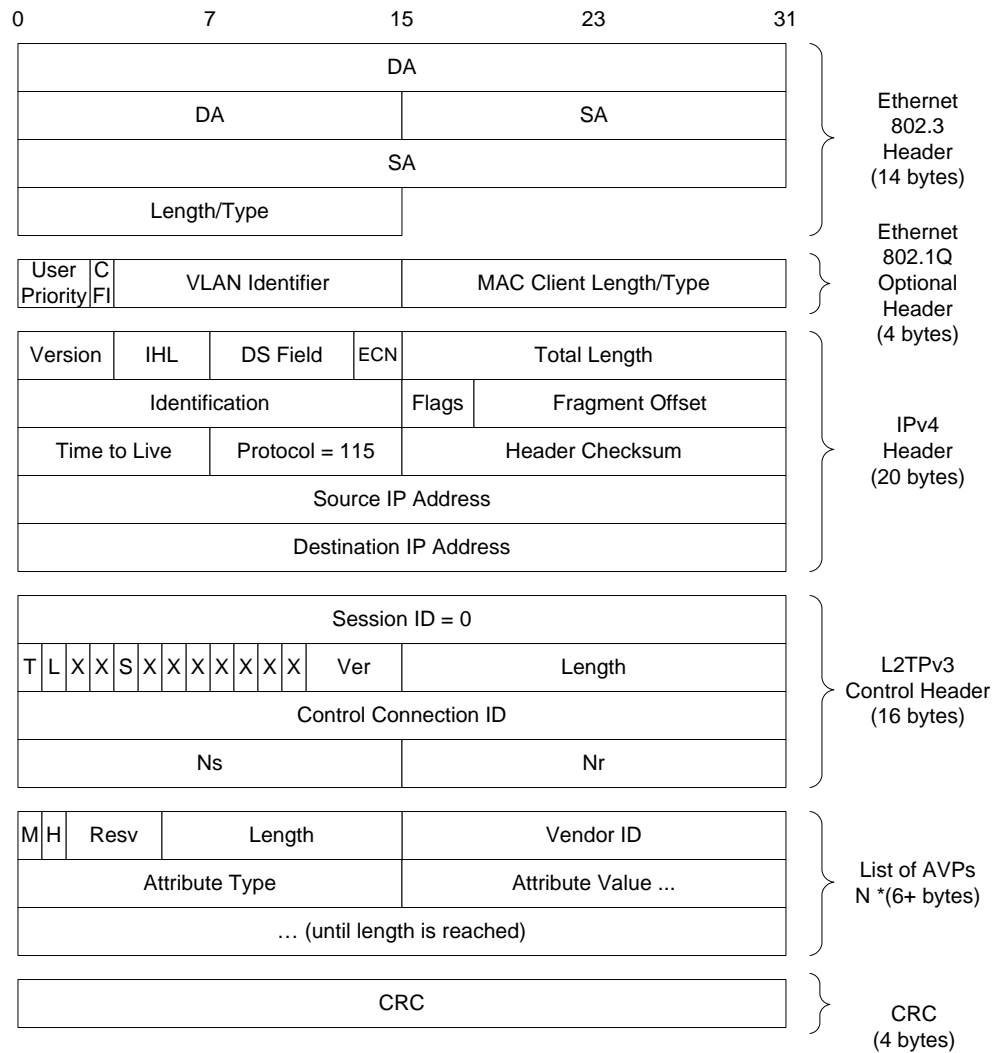 0 7 15 23 31
DA
DA SA
SA
Length/Type
Ethernet
802.3
Header
(14 bytes)
User
Priority
C
FI
VLAN Identifier
MAC Client Length/Type
Ethernet
802.1Q
Optional
Header
(4 bytes)
Version IHL DS Field ECN Total Length
Identification Flags Fragment Offset
Time to Live Protocol = 115 Header Checksum
Source IP Address
Destination IP Address
IPv4
Header
(20 bytes)
Session ID = 0
T L X X S X X X X X X X Ver Length
Control Connection ID
Ns Nr
L2TPv3
Control Header
(16 bytes)
M H Resv Length Vendor ID
Attribute Type Attribute Value ...
… (until length is reached)
List of AVPs
N *(6+ bytes)
CRC
CRC
(4 bytes)